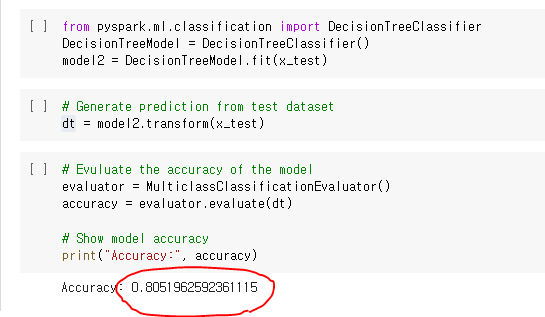 [ ] from pyspark.ml.classification import DecisionTreeClassifier
DecisionTreeModel = DecisionTreeClassifier()
model2 = DecisionTreeModel.fit(x_test)
[ ] # Generate prediction from test dataset
dt = model2.transform(x_test)
[ ] # Evuluate the accuracy of the model
evaluator = MulticlassClassificationEvaluator()
accuracy = evaluator.evaluate(dt)
# Show model accuracy
print("Accuracy:", accuracy)
Accuracy: 0.8051962592361115